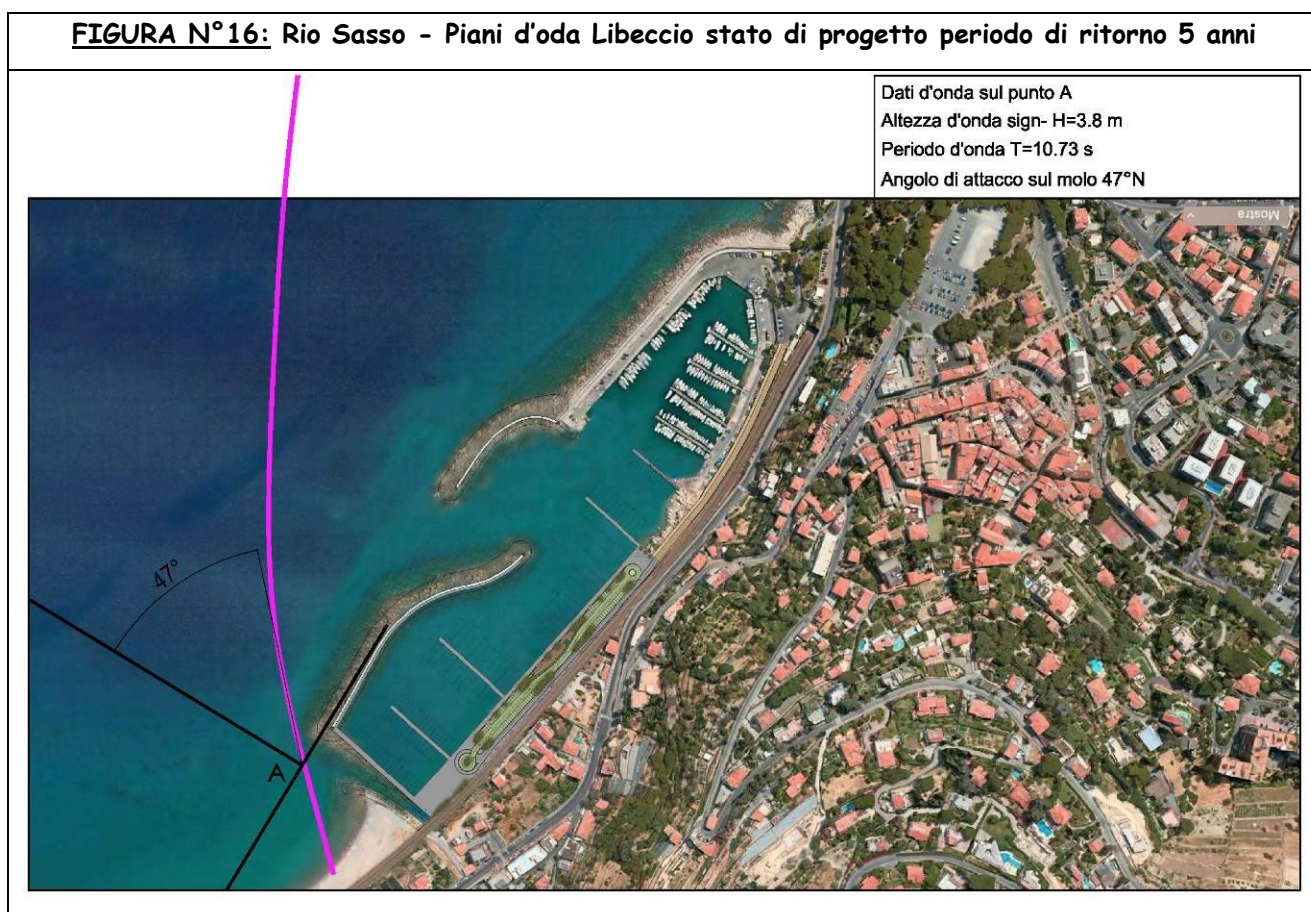 FIGURA N°16: Rio Sasso - Piani d'oda Libeccio stato di progetto periodo di ritorno 5 anni
Dati d'onda sul punto A
Altezza d'onda sign- H=3.8 m
Periodo d'onda T=10.73 s
Angolo di attacco sul molo 47°N
Mostra
47°
A